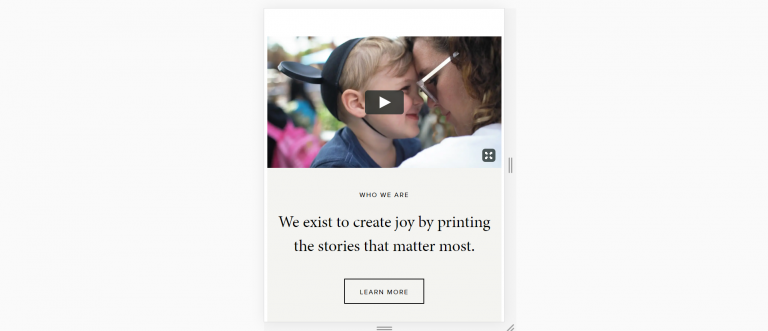 WHO WE ARE
We exist to create joy by printing
the stories that matter most.
LEARN MORE